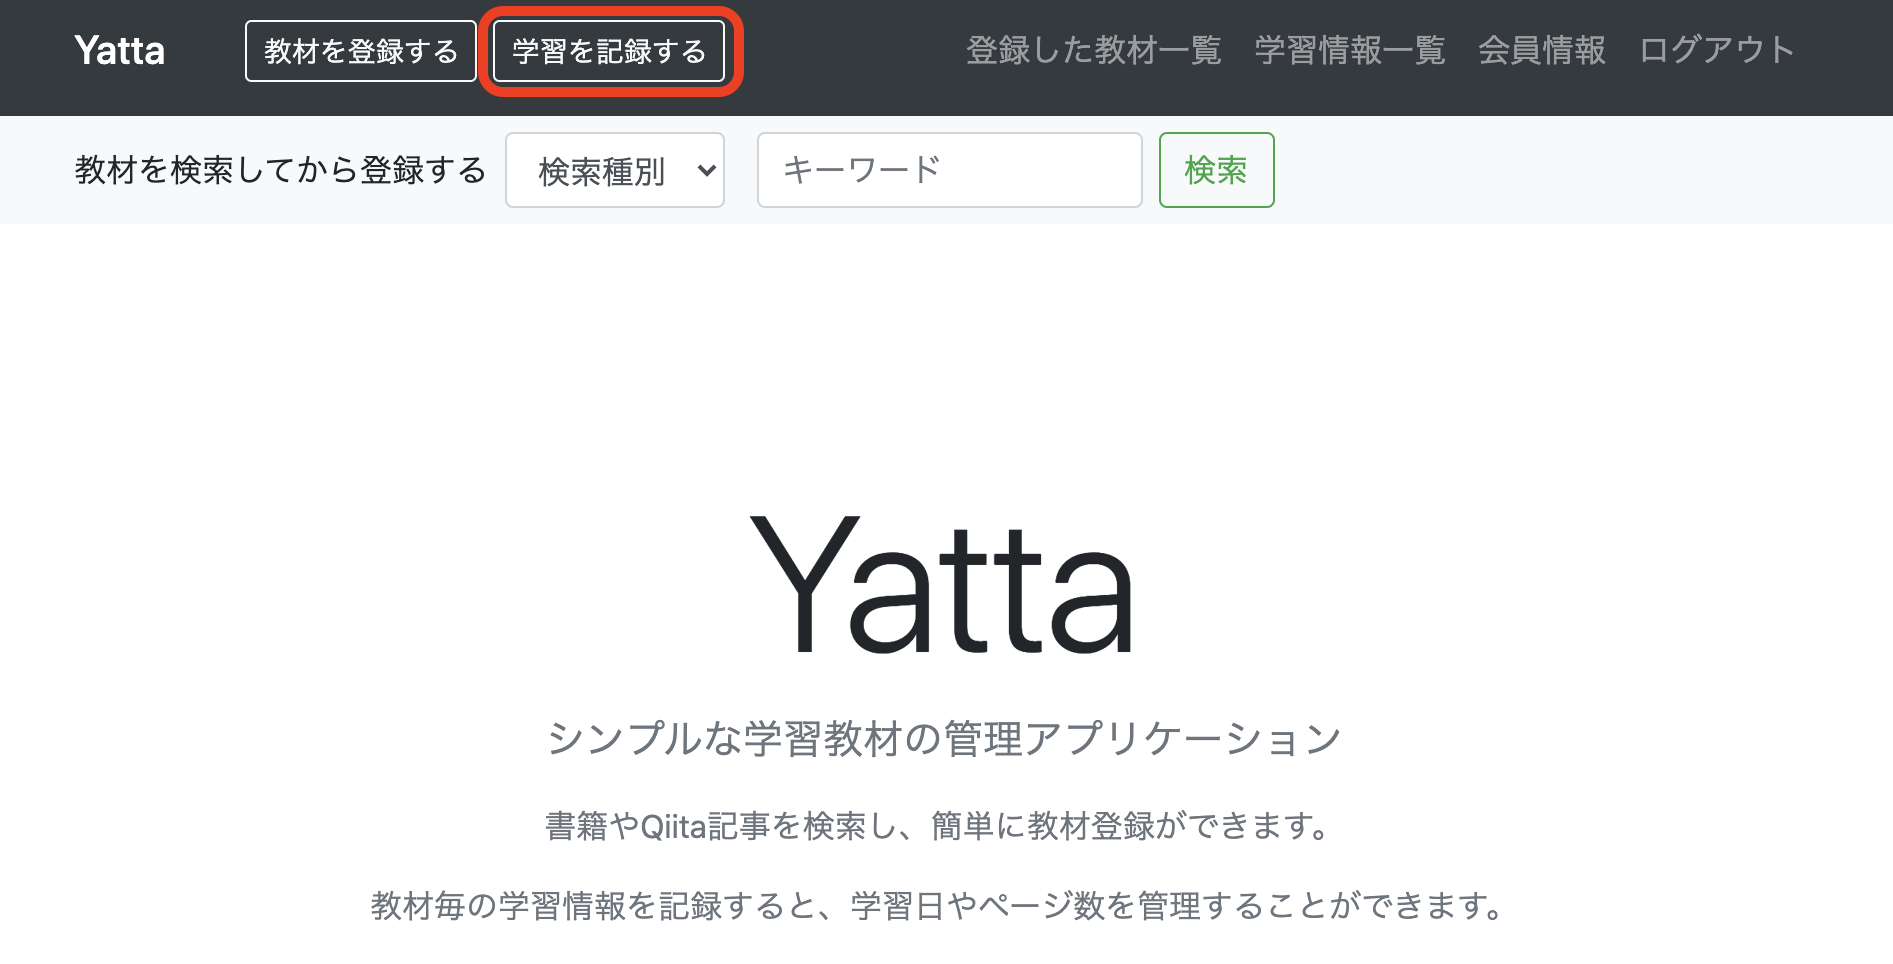 Yatta 教材を登録する 学習を記録する 登録した教材一覧 学習情報一覧 会員情報 ログアウト
教材を検索してから登録する 検索種別 キーワード 検索
Yatta
シンプルな学習教材の管理アプリケーション
書籍やQiita記事を検索し、簡単に教材登録ができます。
教材毎の学習情報を記録すると、学習日やページ数を管理することができます。